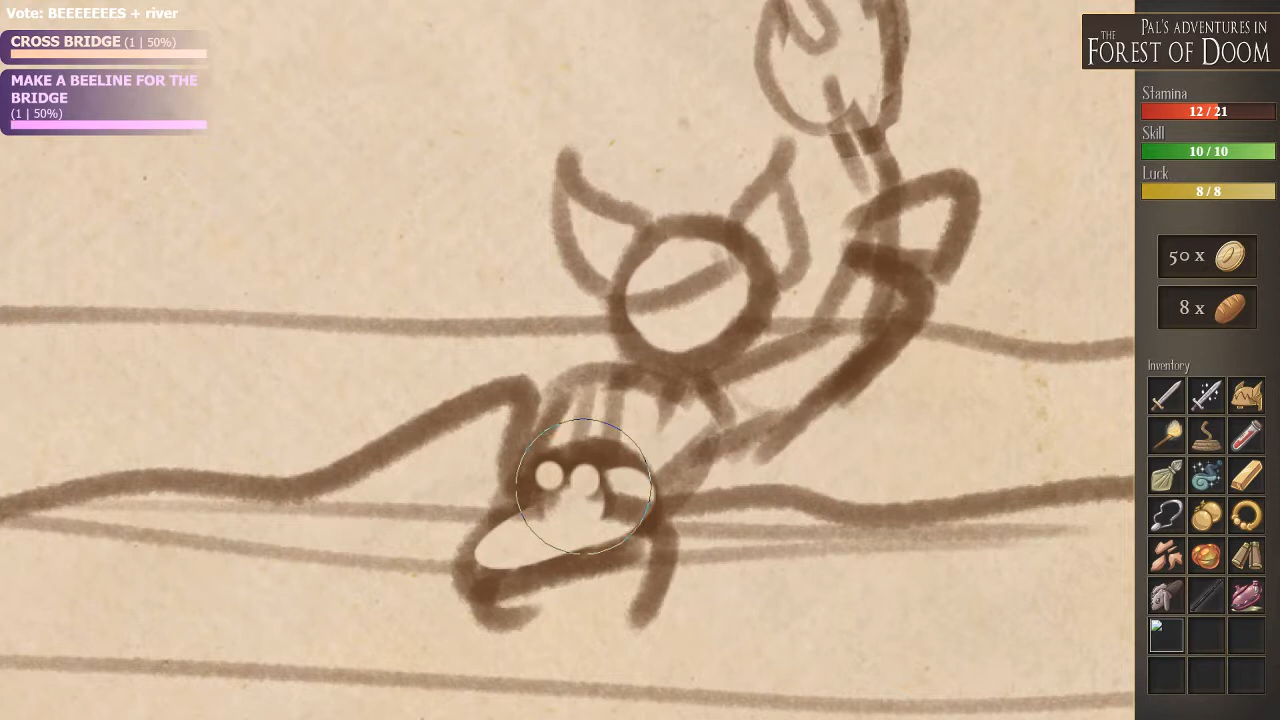 Vote: BEEEEEEES + river
CROSS BRIDGE (1 | 50%)
MAKE A BEELINE FOR THE
BRIDGE
(1 | 50%)
PAL'S ADVENTURES IN
THE FOREST OF DOOM
Stamina
12 / 21
Skill
10 / 10
Luck
8 / 8
50 x
8 x
Inventory